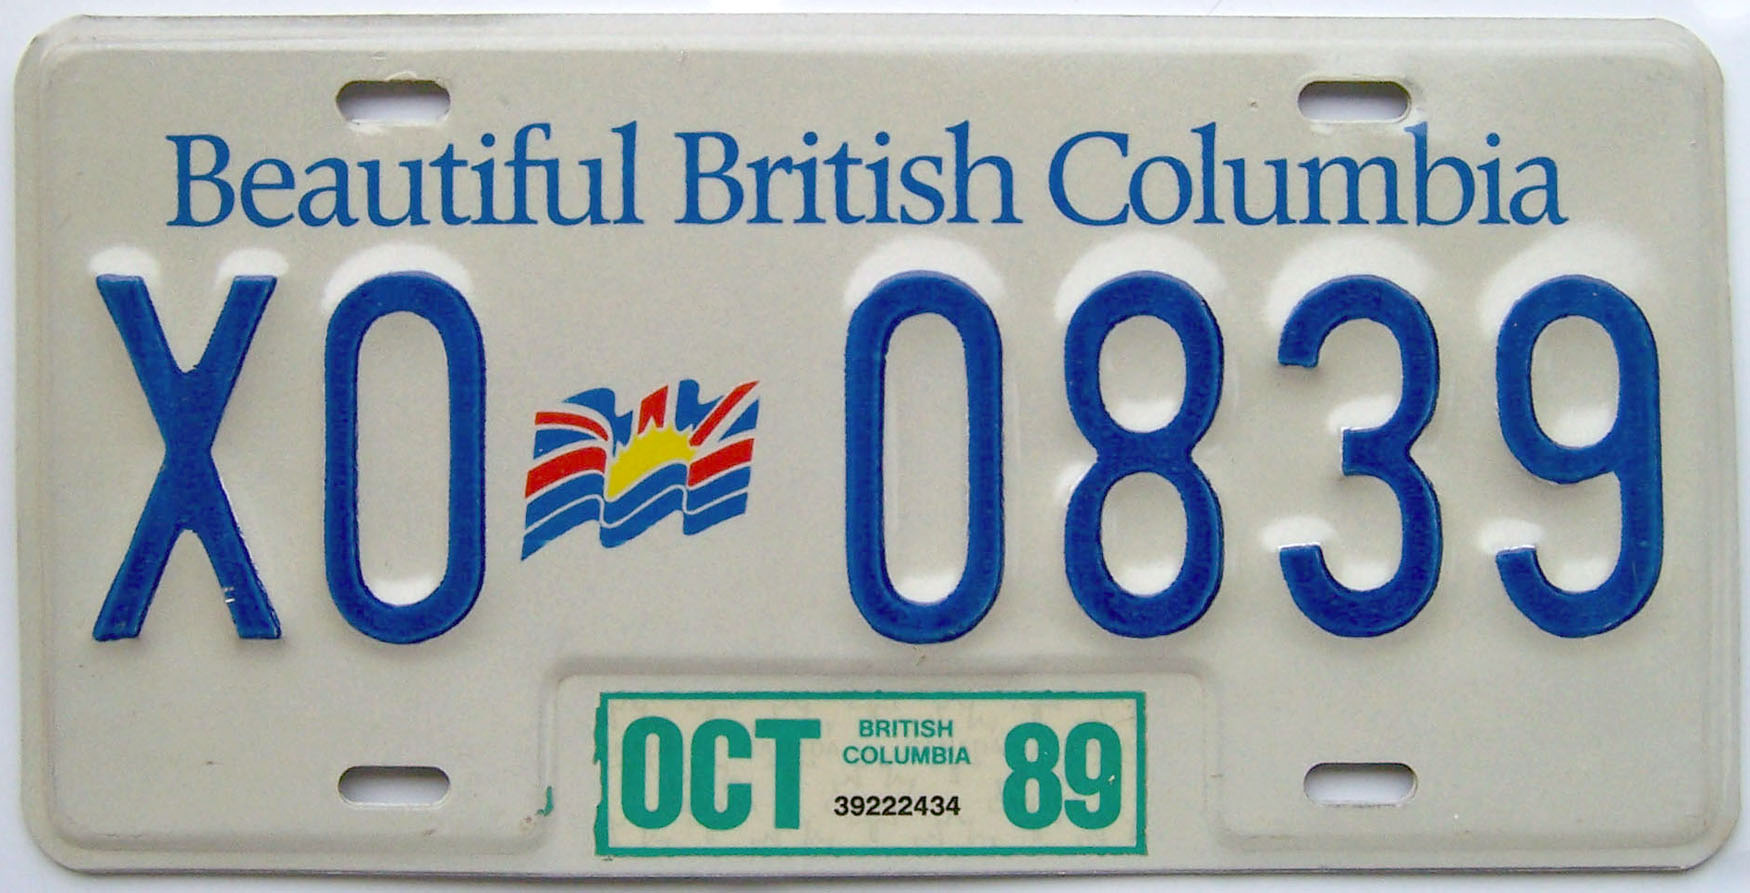 Beautiful British Columbia
XO 0839
OCT BRITISH COLUMBIA 89
39222434